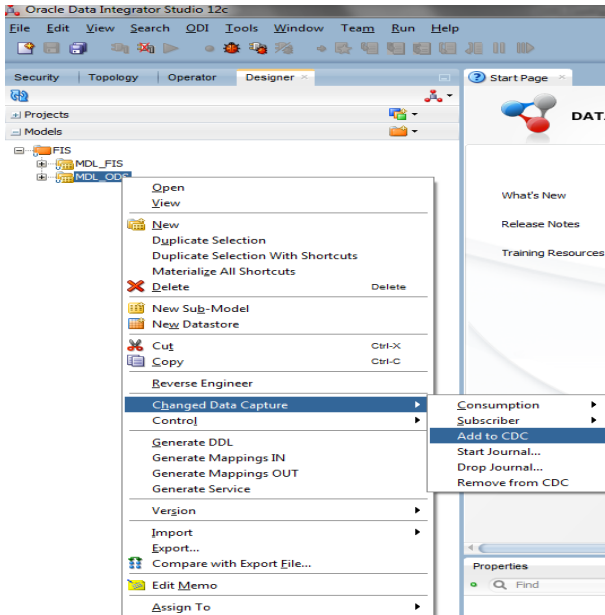 Oracle Data Integrator Studio 12c
File Edit View Search ODI Tools Window Team Run Help
Security Topology Operator Designer Start Page
Projects
Models
FIS
MDL_FIS
MDL_ODS
DATA
What's New
Release Notes
Training Resources
Open
View
New
Duplicate Selection
Duplicate Selection With Shortcuts
Materialize All Shortcuts
Delete Delete
New Sub-Model
New Datastore
Cut Ctrl-X
Copy Ctrl-C
Reverse Engineer
Changed Data Capture
Control
Generate DDL
Generate Mappings IN
Generate Mappings OUT
Generate Service
Version
Import
Export...
Compare with Export File...
Edit Memo
Assign To
Consumption
Subscriber
Add to CDC
Start Journal...
Drop Journal...
Remove from CDC
Properties
Find